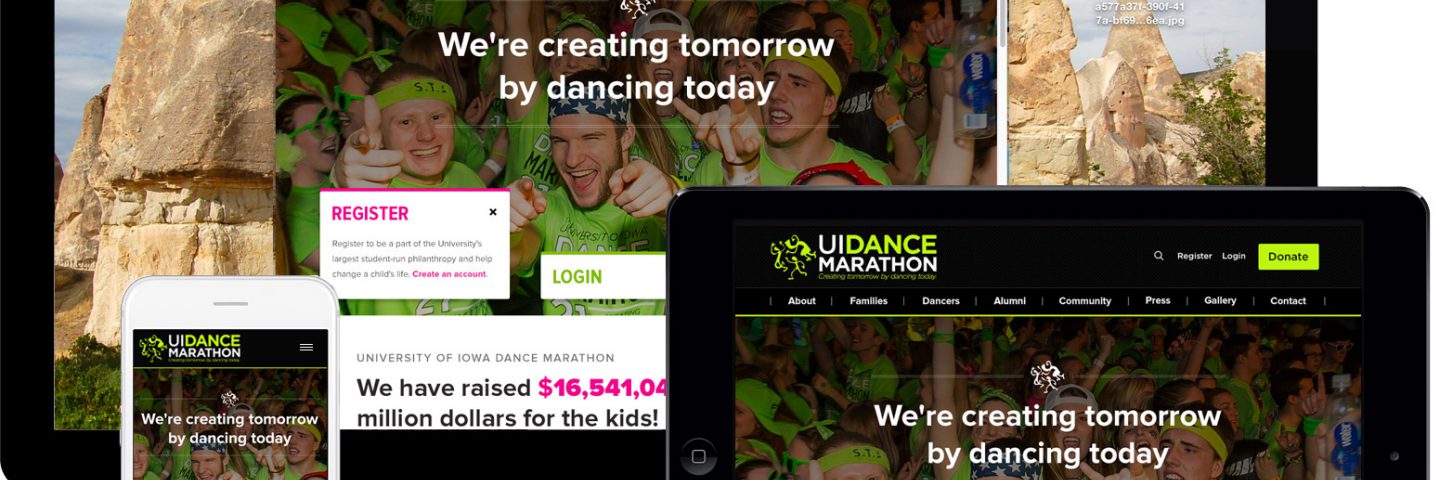 a577a37f-390f-41
7a-bf69...6ea.jpg
We're creating tomorrow
by dancing today
S.T.
water
REGISTER
Register to be a part of the University's
largest student-run philanthropy and help
change a child's life. Create an account.
LOGIN
UNIVERSITY OF IOWA DANCE MARATHON
We have raised $16,541,04
million dollars for the kids!
UIDANCE
MARATHON
Creating tomorrow by dancing today
We're creating tomorrow
by dancing today
UIDANCE
MARATHON
Creating tomorrow by dancing today.
Register Login Donate
About | Families | Dancers | Alumni | Community | Press | Gallery | Contact
We're creating tomorrow
by dancing today